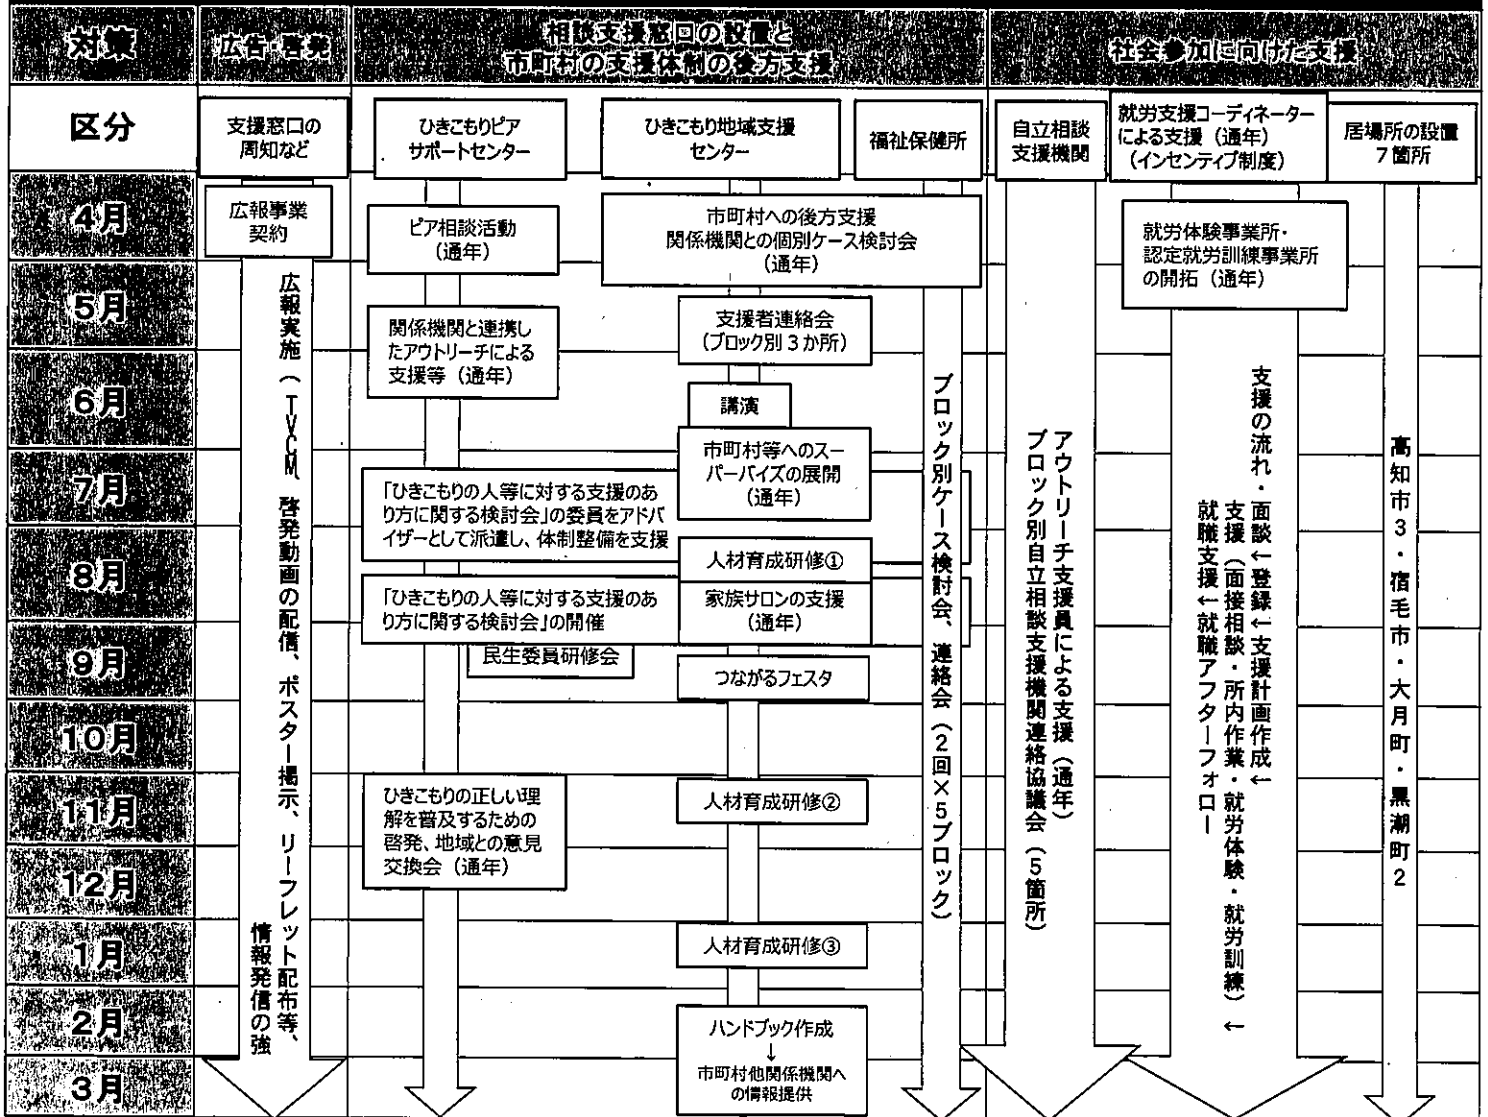 対策
広告・啓発
相談支援窓口の設置と
市町村の支援体制の後方支援
社会参加に向けた支援
区分
支援窓口の
周知など
ひきこもりピア
サポートセンター
ひきこもり地域支援
センター
福祉保健所
自立相談
支援機関
就労支援コーディネーター
による支援（通年）
（インセンティブ制度）
居場所の設置
７箇所
4月
5月
6月
7月
8月
9月
10月
11月
12月
1月
2月
3月
広報事業
契約
広報実施（TVCM、啓発動画の配信、ポスター掲示、リーフレット配布等、
情報発信の強
ピア相談活動
（通年）
関係機関と連携し
たアウトリーチによる
支援等（通年）
「ひきこもりの人等に対する支援のあ
り方に関する検討会」の委員をアドバ
イザーとして派遣し、体制整備を支援
「ひきこもりの人等に対する支援のあ
り方に関する検討会」の開催
民生委員研修会
ひきこもりの正しい理
解を普及するための
啓発、地域との意見
交換会（通年）
市町村への後方支援
関係機関との個別ケース検討会
（通年）
支援者連絡会
（ブロック別３か所）
講演
市町村等へのスー
パーバイズの展開
（通年）
人材育成研修①
家族サロンの支援
（通年）
つながるフェスタ
人材育成研修②
人材育成研修③
ハンドブック作成
↓
市町村他関係機関へ
の情報提供
ブロック別ケース検討会、連絡会（2回×5ブロック）
アウトリーチ支援員による支援（通年）
ブロック別自立相談支援機関連絡協議会（5箇所）
就労体験事業所・
認定就労訓練事業所
の開拓（通年）
支援の流れ・面談←登録←支援計画作成←
支援（面接相談・所内作業・就労体験・就労訓練）←
就職支援←就職アフターフォロー
高知市3・宿毛市・大月町・黒潮町2